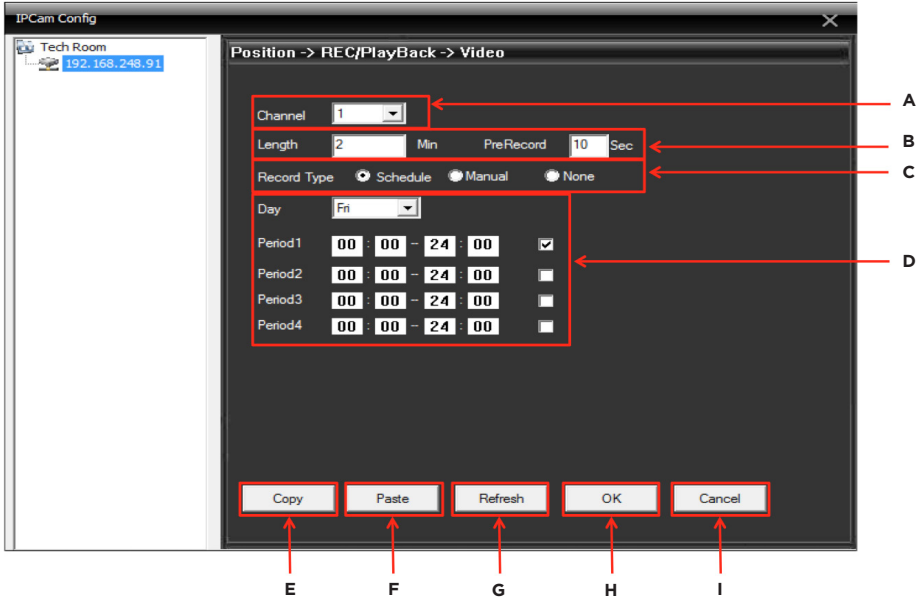 IPCam Config
Tech Room
192.168.248.91
Position -> REC/PlayBack -> Video
Channel 1 A
Length 2 Min PreRecord 10 Sec B
Record Type Schedule Manual None C
Day Fri
Period1 00 : 00 - 24 : 00 D
Period2 00 : 00 - 24 : 00
Period3 00 : 00 - 24 : 00
Period4 00 : 00 - 24 : 00
Copy Paste Refresh OK Cancel
E F G H I